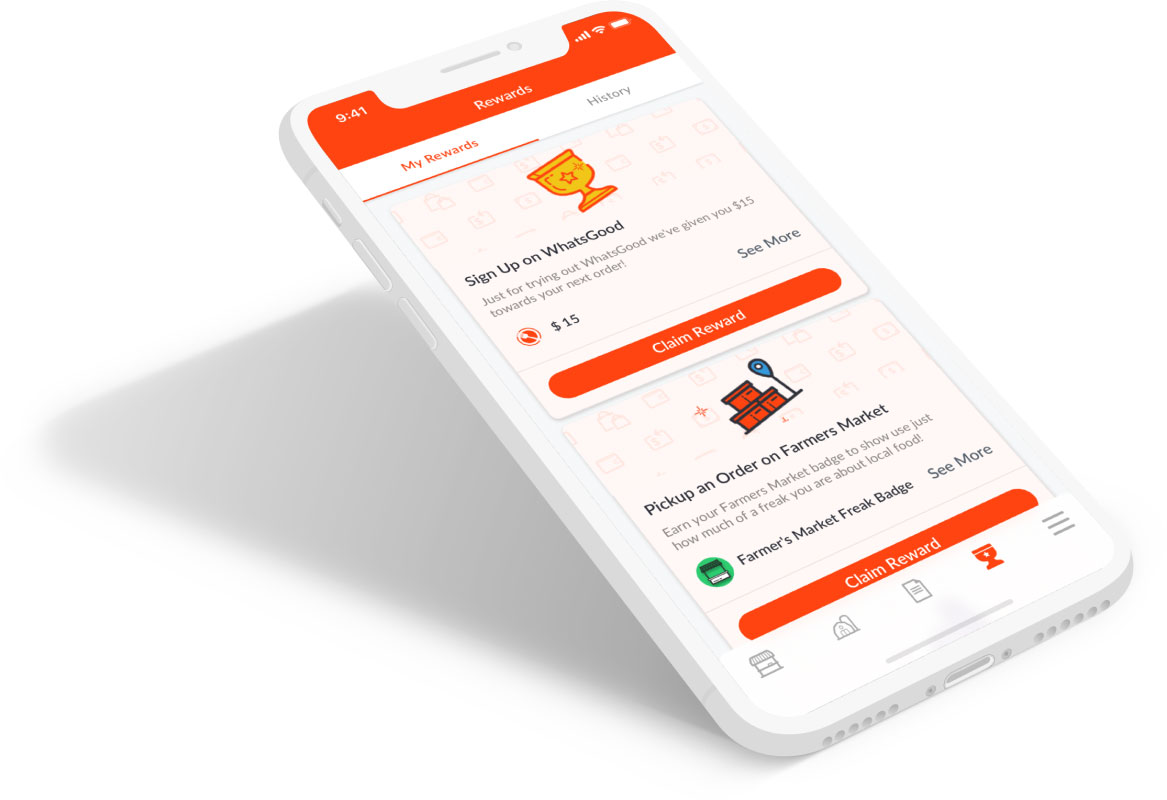 9:41
Rewards
My Rewards
History
Sign Up on WhatsGood
Just for trying out WhatsGood we've given you $15
towards your next order!
See More
$ 15
Claim Reward
Pickup an Order on Farmers Market
Earn your Farmers Market badge to show use just
how much of a freak you are about local food!
See More
Farmer's Market Freak Badge
Claim Reward